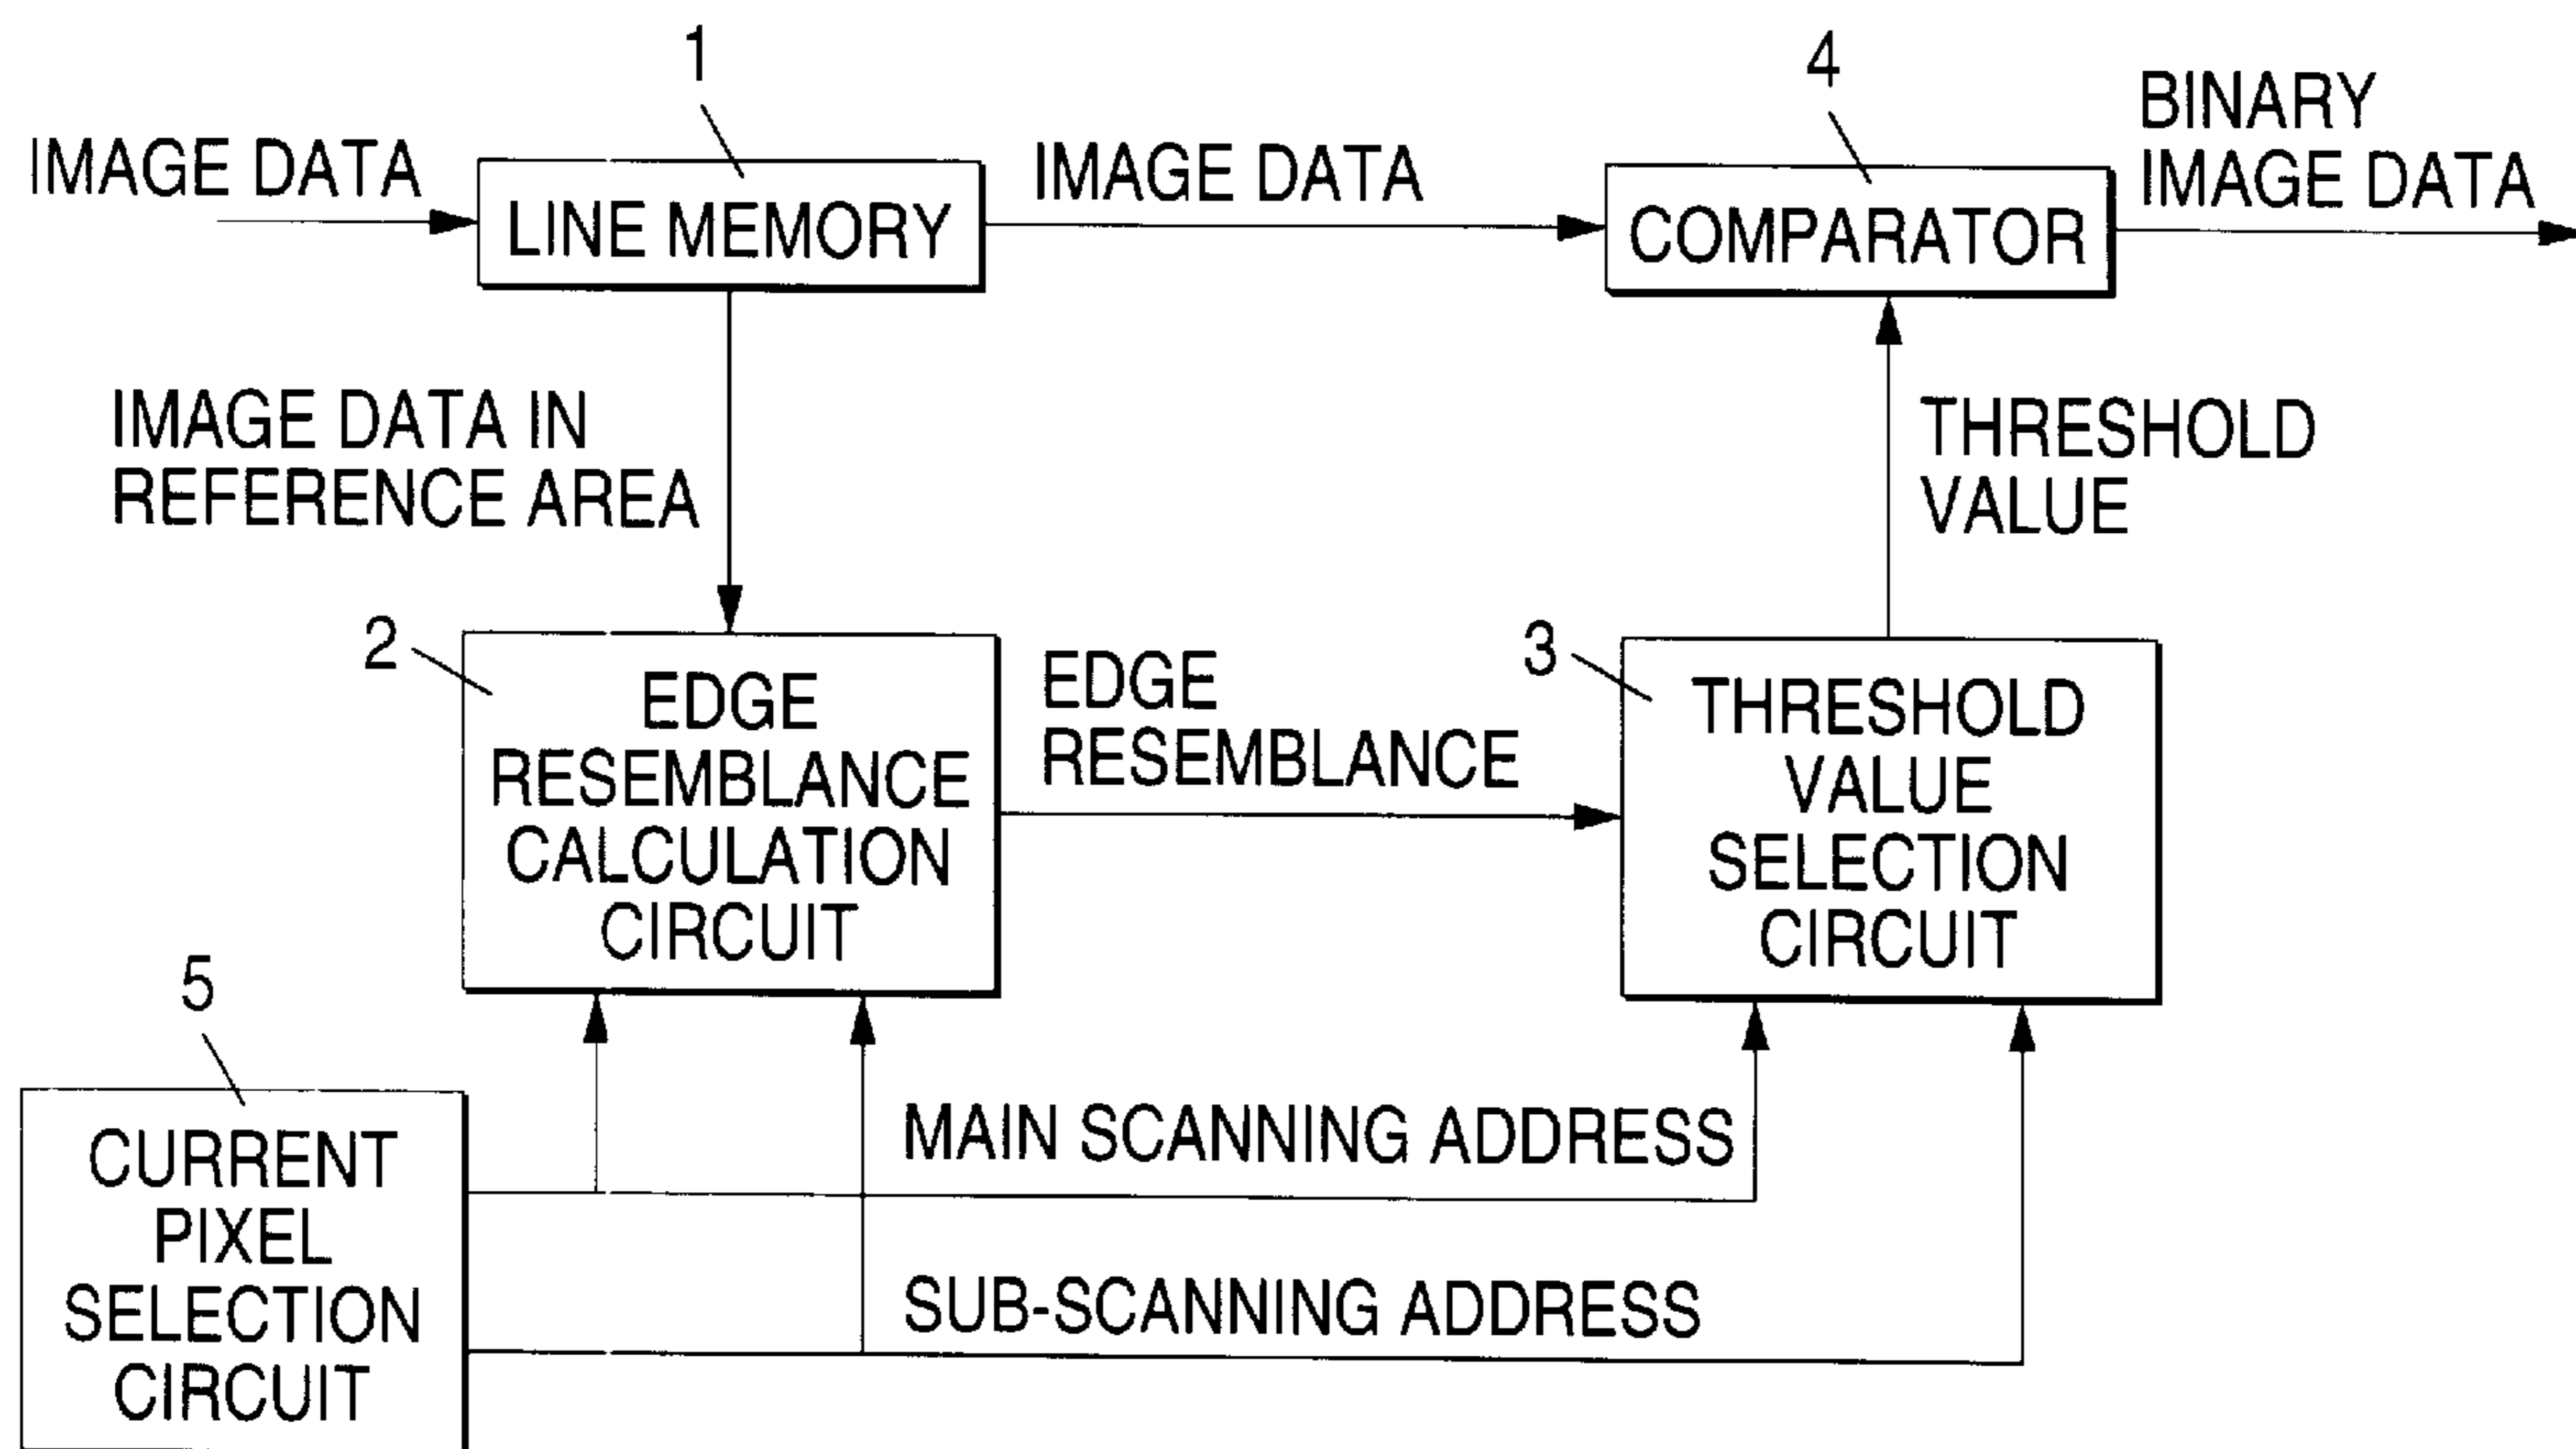 1
4
IMAGE DATA
LINE MEMORY
IMAGE DATA
COMPARATOR
BINARY
IMAGE DATA
IMAGE DATA IN
REFERENCE AREA
THRESHOLD
VALUE
2
EDGE
RESEMBLANCE
CALCULATION
CIRCUIT
EDGE
RESEMBLANCE
3
THRESHOLD
VALUE
SELECTION
CIRCUIT
5
CURRENT
PIXEL
SELECTION
CIRCUIT
MAIN SCANNING ADDRESS
SUB-SCANNING ADDRESS